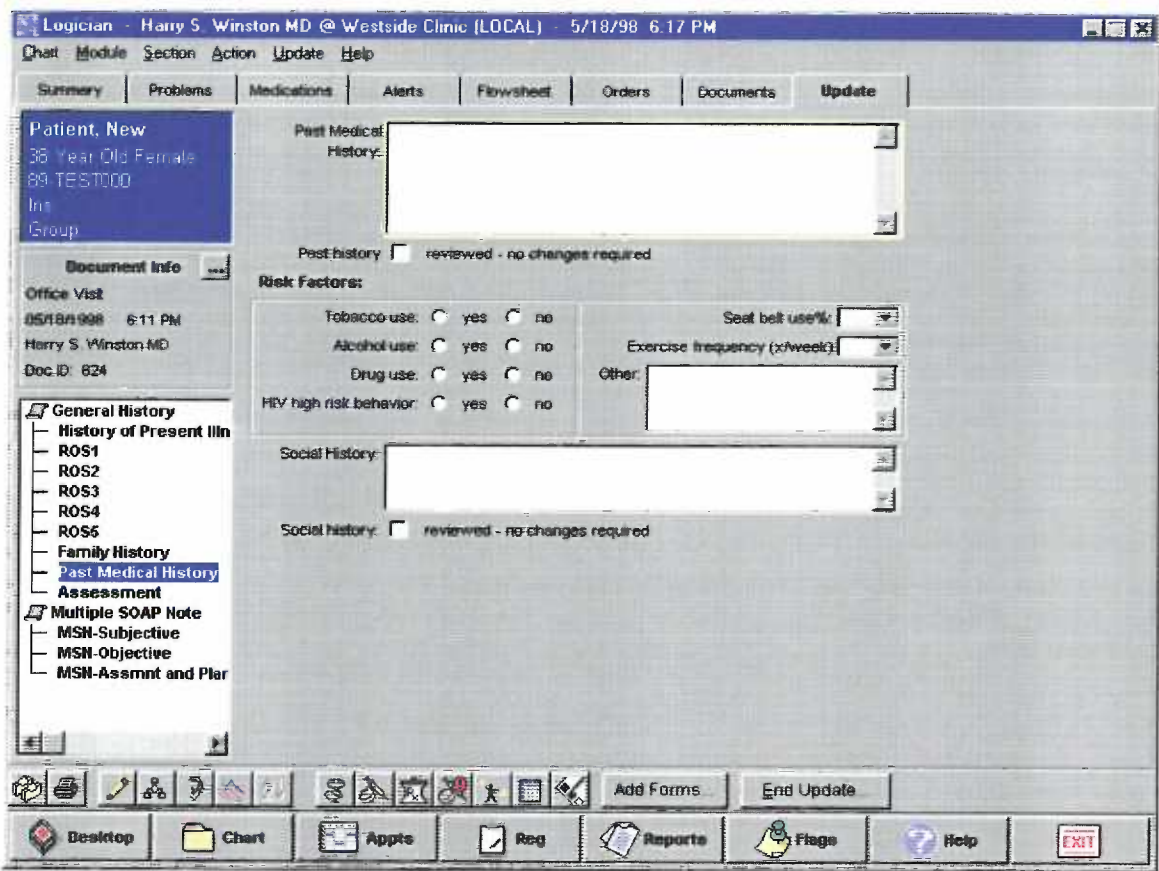 Logician - Harry S. Winston MD @ Westside Clinic (LOCAL) - 5/18/98 6:17 PM
Chart Module Section Action Update Help
Summary Problems Medications Alerts Flowsheet Orders Documents Update
Patient, New
38 Year Old Female
89-TEST000
Ins
Group
Document Info ...
Office Visit
05/18/1998 6:11 PM
Harry S. Winston MD
Doc ID: 624
General History
History of Present Illn
ROS1
ROS2
ROS3
ROS4
ROS5
Family History
Past Medical History
Assessment
Multiple SOAP Note
MSN-Subjective
MSN-Objective
MSN-Assmnt and Plar
Past Medical
History:
Past history reviewed - no changes required
Risk Factors:
Tobacco use: yes no
Alcohol use: yes no
Drug use: yes no
HIV high risk behavior: yes no
Seat belt use%:
Exercise frequency (x/week):
Other:
Social History:
Social history: reviewed - no changes required
Add Forms... End Update...
Desktop Chart Appts Reg Reports Flags Help EXIT